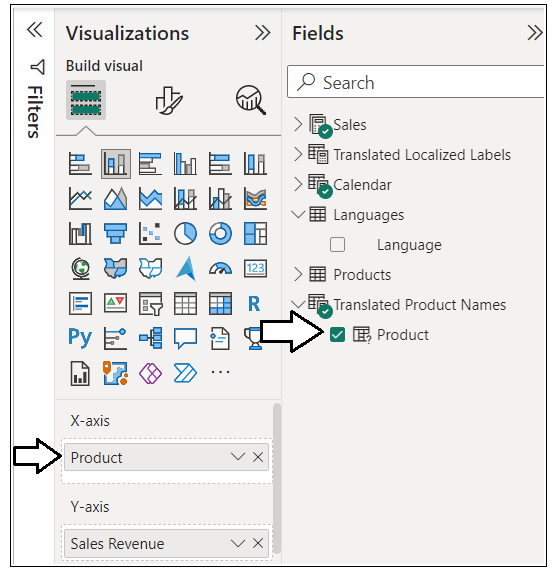 Filters
Visualizations
Build visual
123
R
Py
X-axis
Product
Y-axis
Sales Revenue
Fields
Search
Sales
Translated Localized Labels
Calendar
Languages
Language
Products
Translated Product Names
Product